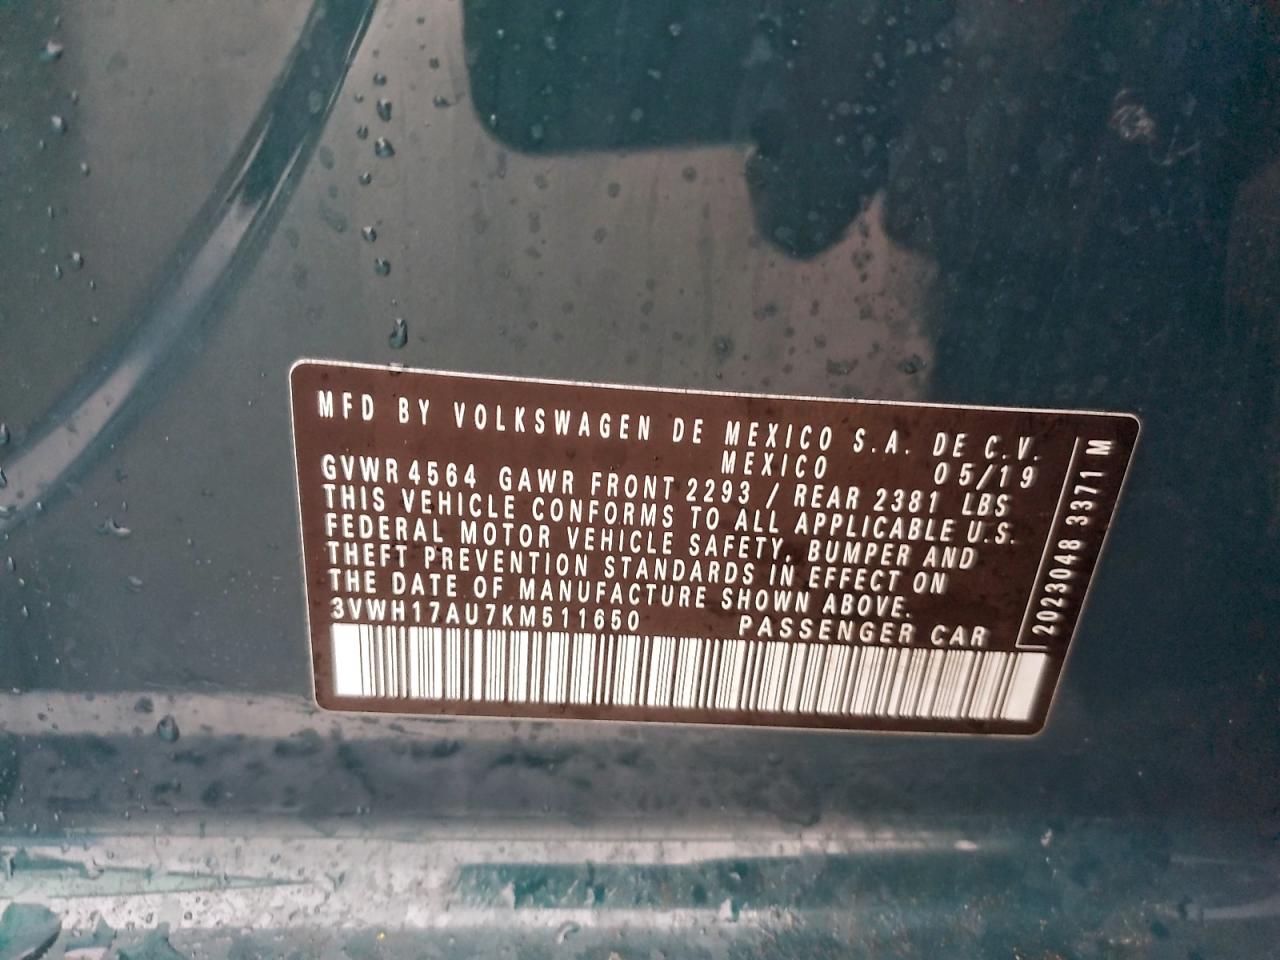 MFD BY VOLKSWAGEN DE MEXICO S.A. DE C.V.
MEXICO 05/19
GVWR 4564 GAWR FRONT 2293 / REAR 2381 LBS
THIS VEHICLE CONFORMS TO ALL APPLICABLE U.S.
FEDERAL MOTOR VEHICLE SAFETY, BUMPER AND
THEFT PREVENTION STANDARDS IN EFFECT ON
THE DATE OF MANUFACTURE SHOWN ABOVE.
3VWH17AU7KM511650 PASSENGER CAR
2023048 3371 M